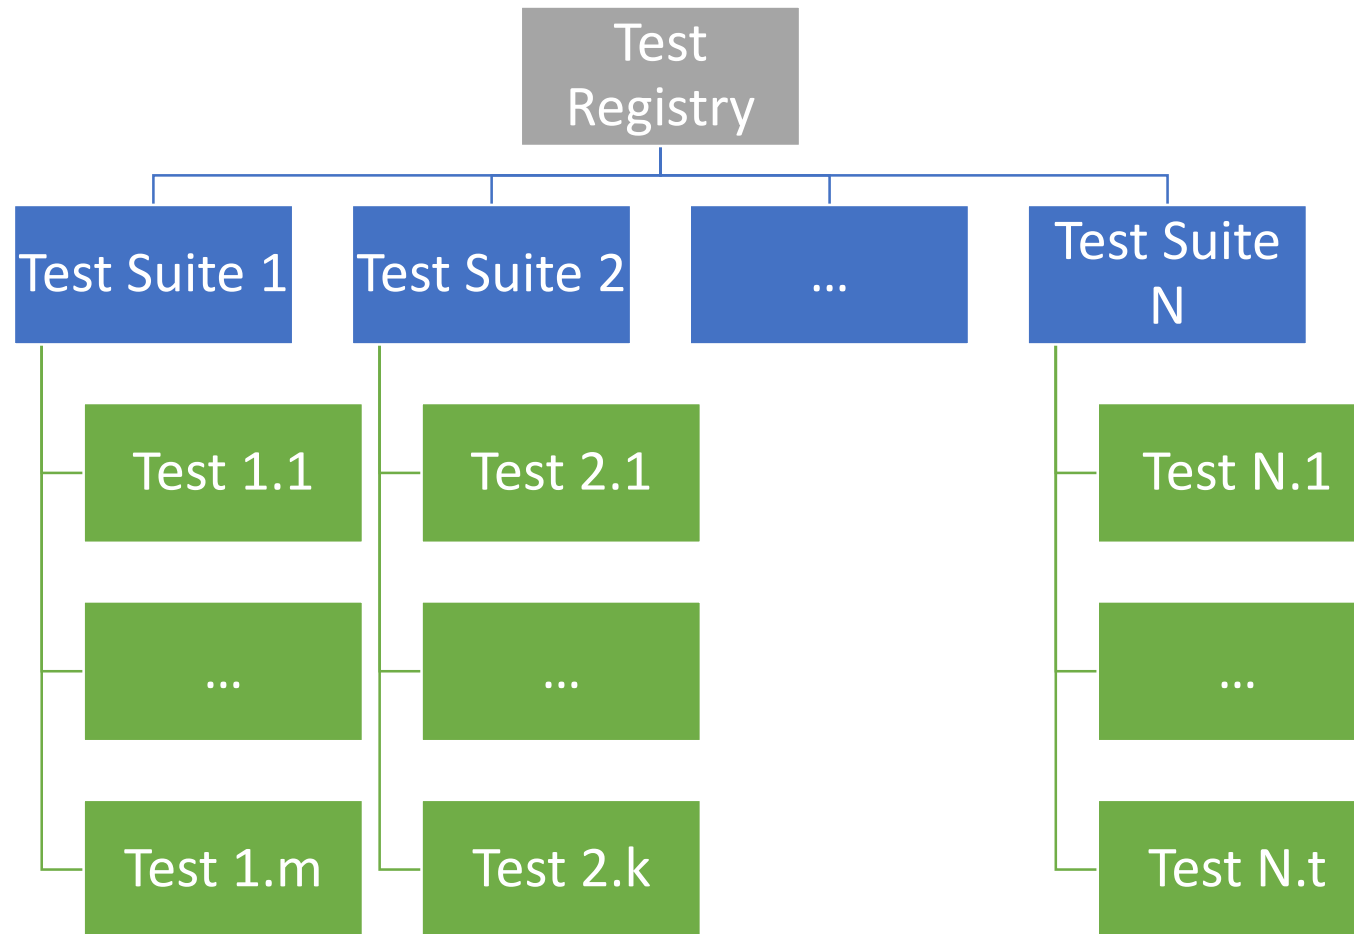 Test
Registry
Test Suite 1
Test Suite 2
...
Test Suite
N
Test 1.1
Test 2.1
Test N.1
...
...
...
Test 1.m
Test 2.k
Test N.t